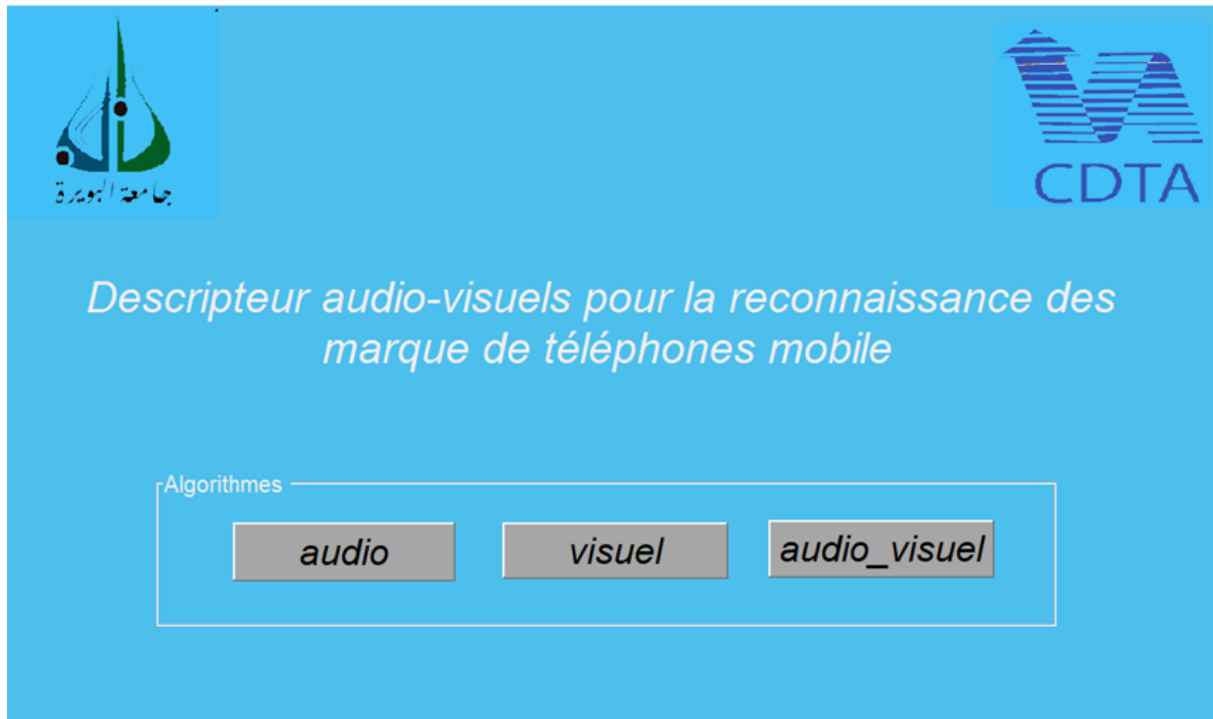 جامعة البويرة
CDTA
Descripteur audio-visuels pour la reconnaissance des
marque de téléphones mobile
Algorithmes
audio
visuel
audio_visuel